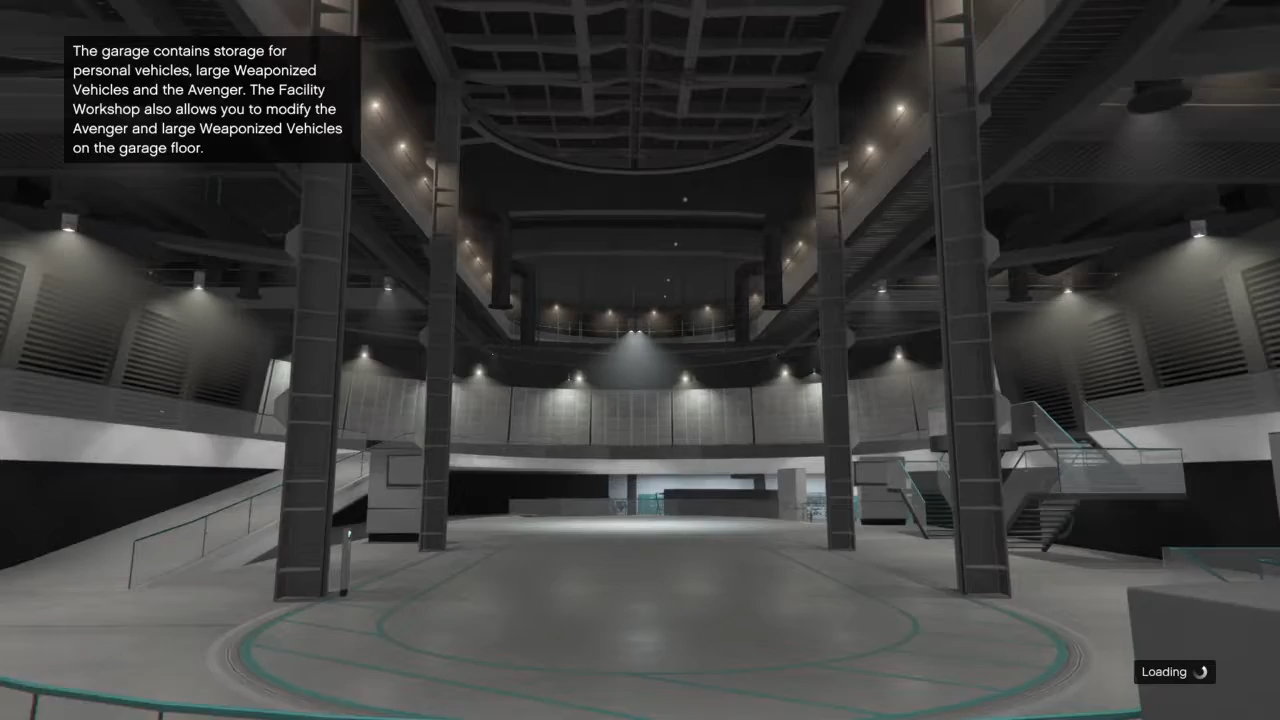 The garage contains storage for
personal vehicles, large Weaponized
Vehicles and the Avenger. The Facility
Workshop also allows you to modify the
Avenger and large Weaponized Vehicles
on the garage floor.
Loading